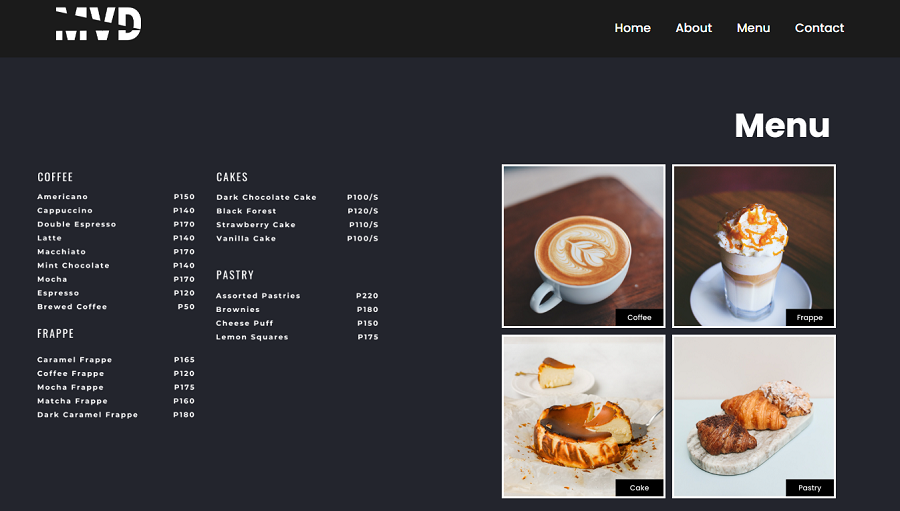 MVD
Home About Menu Contact
Menu
COFFEE
Americano P150
Cappuccino P140
Double Espresso P170
Latte P140
Macchiato P170
Mint Chocolate P140
Mocha P170
Espresso P120
Brewed Coffee P50
FRAPPE
Caramel Frappe P165
Coffee Frappe P120
Mocha Frappe P175
Matcha Frappe P160
Dark Caramel Frappe P180
CAKES
Dark Chocolate Cake P100/S
Black Forest P120/S
Strawberry Cake P110/S
Vanilla Cake P100/S
PASTRY
Assorted Pastries P220
Brownies P180
Cheese Puff P150
Lemon Squares P175
Coffee
Frappe
Cake
Pastry